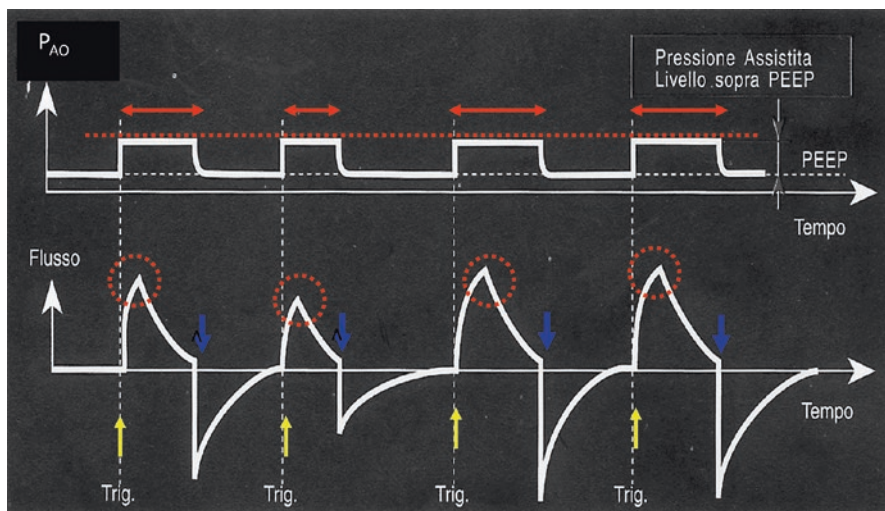 PAO
Pressione Assistita
Livello sopra PEEP
PEEP
Tempo
Flusso
Tempo
Trig.
Trig.
Trig.
Trig.